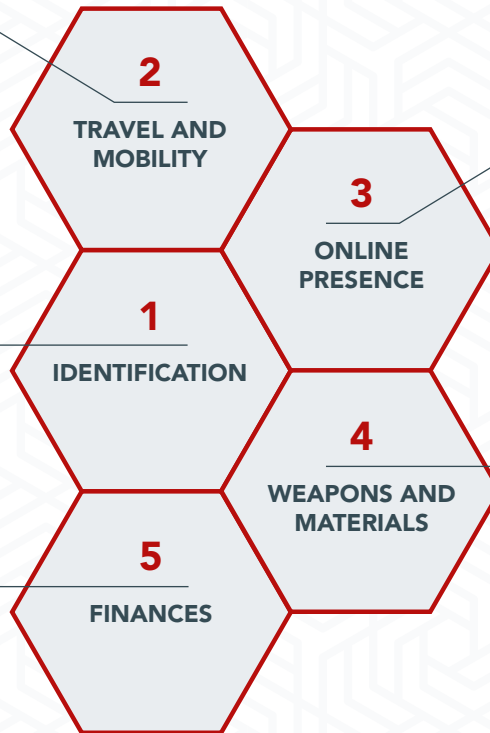 2
TRAVEL AND
MOBILITY
3
ONLINE
PRESENCE
1
IDENTIFICATION
4
WEAPONS AND
MATERIALS
5
FINANCES